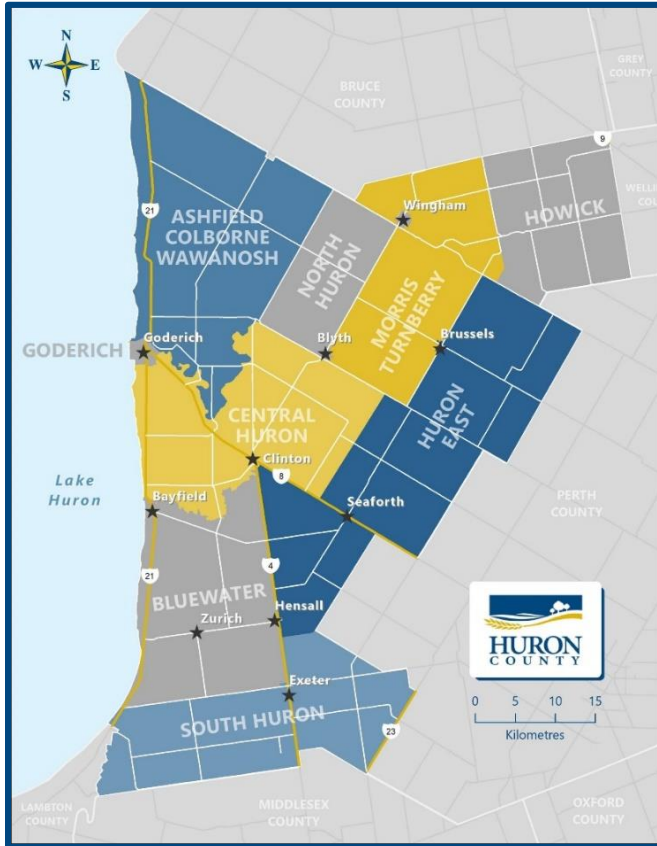 N
W E
S
GREY
COUNTY
BRUCE
COUNTY
9
WELLIN
COU
Wingham
HOWICK
21
ASHFIELD
COLBORNE
WAWANOSH
NORTH
HURON
MORRIS
TURNBERRY
GODERICH
Goderich
Blyth
Brussels
HURON
EAST
CENTRAL
HURON
Clinton
8
Lake
Huron
Bayfield
Seaforth
PERTH
COUNTY
21
4
BLUEWATER
Zurich
Hensall
HURON
COUNTY
Exeter
0 5 10 15
Kilometres
SOUTH HURON
23
LAMBTON
COUNTY
MIDDLESEX
COUNTY
OXFORD
COUNTY